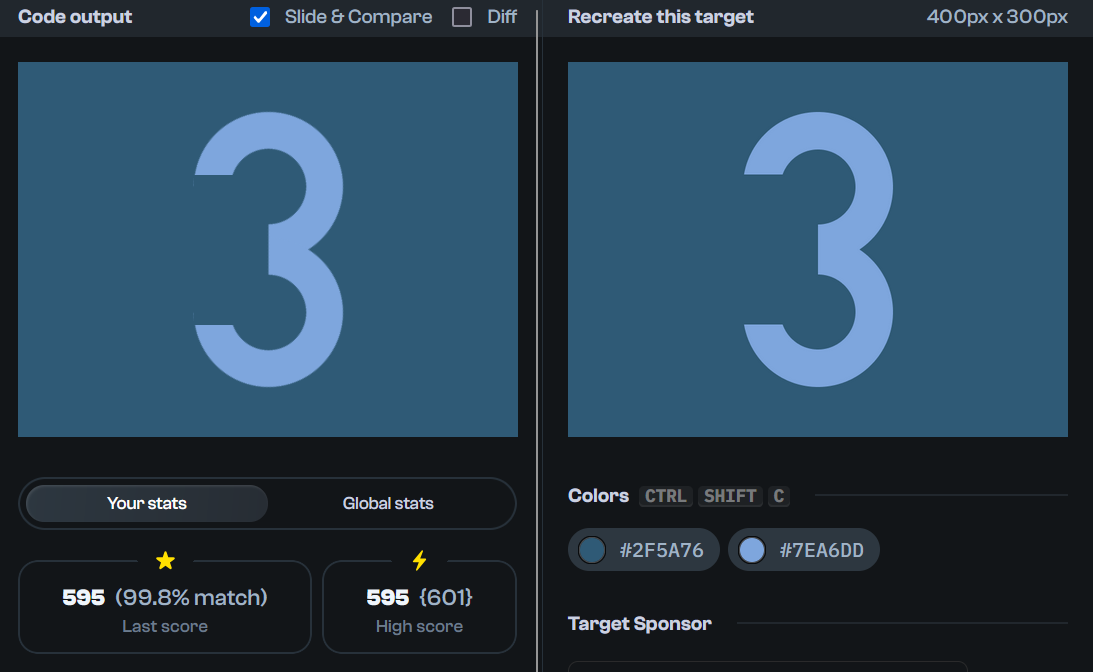 Code output Slide & Compare Diff
Recreate this target 400px x 300px
3
3
Your stats Global stats
595 (99.8% match)
Last score
595 {601}
High score
Colors CTRL SHIFT C
#2F5A76 #7EA6DD
Target Sponsor